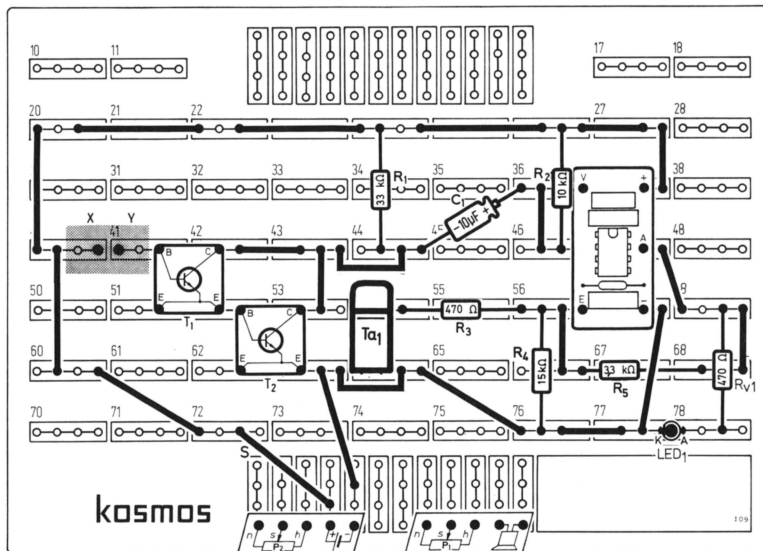 10 11 17 18
20 21 22 27 28
31 32 33 34 35 36 38
R₁ 33 kΩ
R₂ 10 kΩ
C₁ −10µF+
V +
X Y
41 42 43 44 45 46 48
B C
E E
T₁
A
50 51 53 55 56 8
B C
E E
T₂
Ta₁
470 Ω
R₃
E −
60 61 62 65 67 68
R₄ 15kΩ
33 kΩ
R₅
470 Ω
Rv1
70 71 72 73 74 75 76 77 78
K A
LED₁
S
kosmos
n s h + −
P₂
n s h
P₁
109